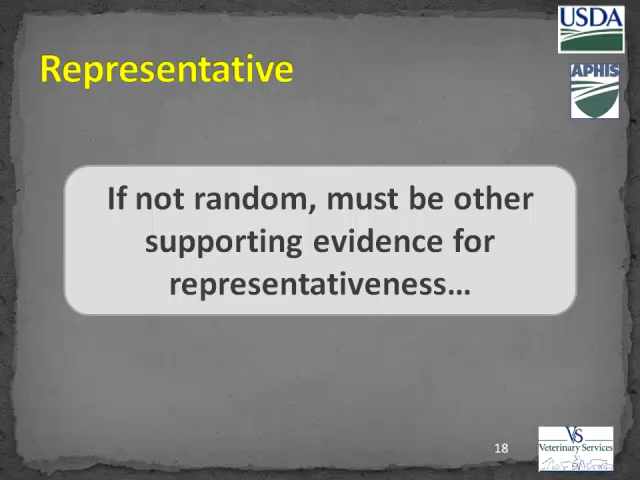 USDA
APHIS
Representative
If not random, must be other
supporting evidence for
representativeness…
18
VS
Veterinary Services